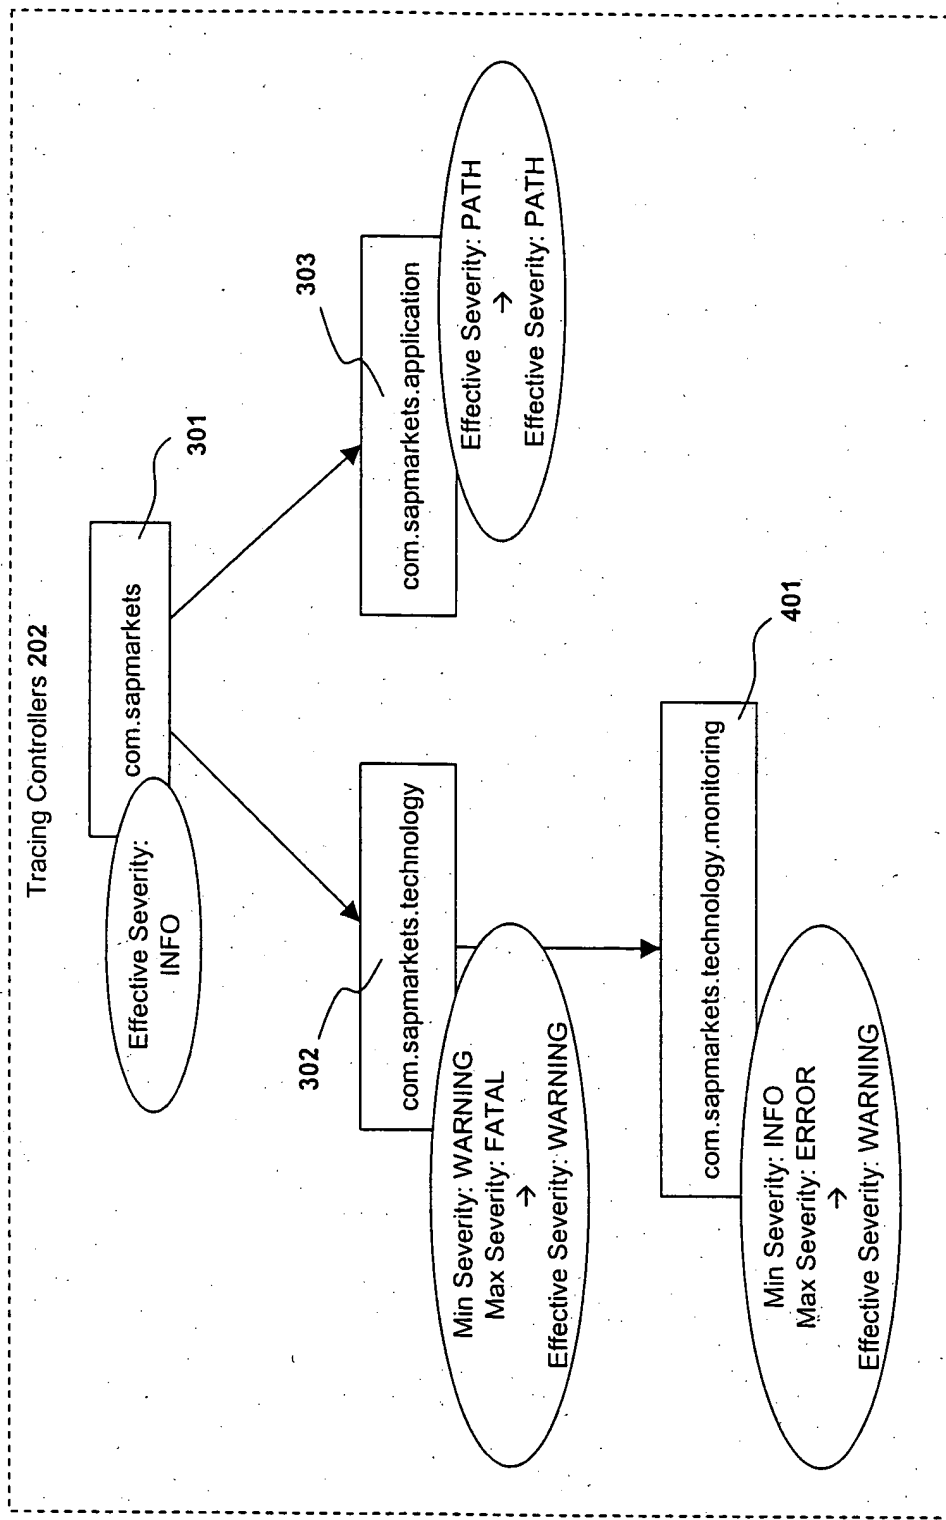 Tracing Controllers 202
com.sapmarkets
301
Effective Severity:
INFO
302
com.sapmarkets.technology
Min Severity: WARNING
Max Severity: FATAL
→
Effective Severity: WARNING
303
com.sapmarkets.application
Effective Severity: PATH
→
Effective Severity: PATH
401
com.sapmarkets.technology.monitoring
Min Severity: INFO
Max Severity: ERROR
→
Effective Severity: WARNING